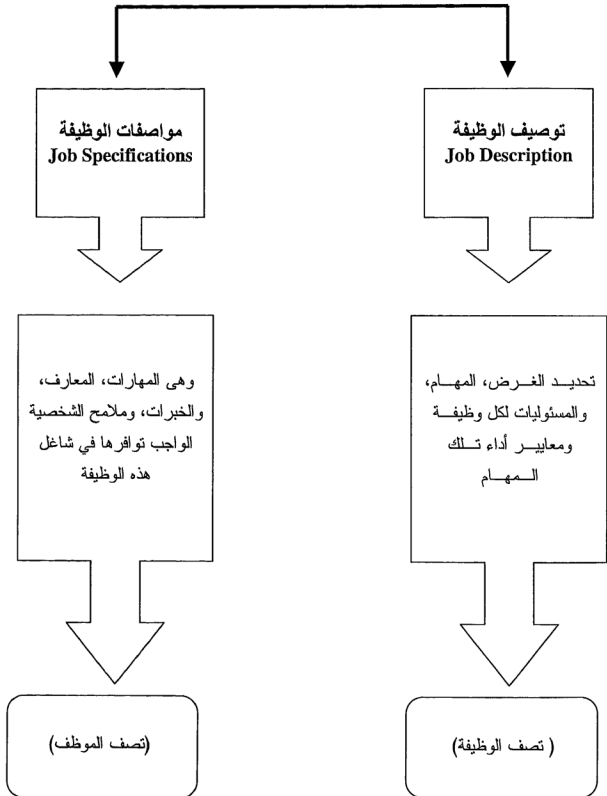 توصيف الوظيفة
Job Description
مواصفات الوظيفة
Job Specifications
تحديد الغرض، المهام،
والمسئوليات لكل وظيفة
ومعايير أداء تلك
المهام
وهى المهارات، المعارف،
والخبرات، وملامح الشخصية
الواجب توافرها في شاغل
هذه الوظيفة
( تصف الوظيفة)
(تصف الموظف)